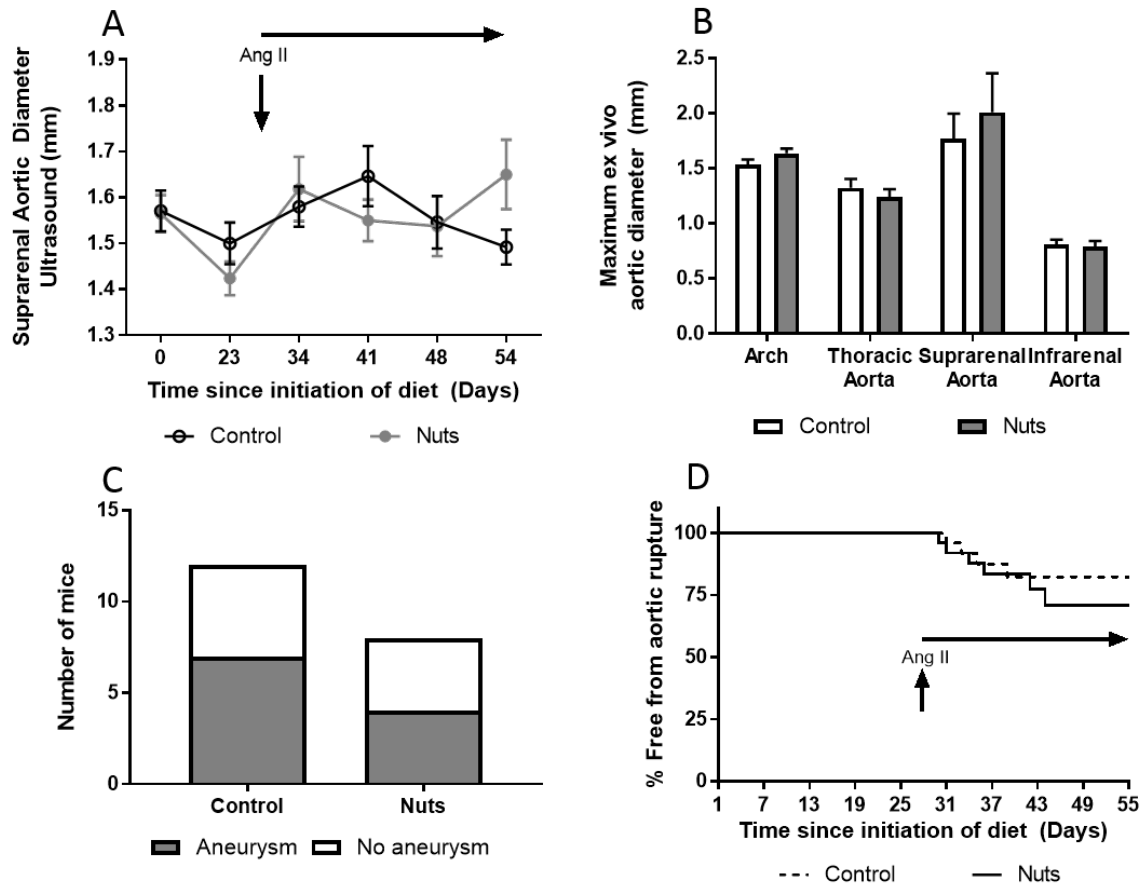 A
Suprarenal Aortic Diameter
Ultrasound (mm)
Ang II
1.9
1.8
1.7
1.6
1.5
1.4
1.3
0 23 34 41 48 54
Time since initiation of diet (Days)
Control Nuts
B
Maximum ex vivo
aortic diameter (mm)
2.5
2.0
1.5
1.0
0.5
0.0
Arch Thoracic Suprarenal Infrarenal
Aorta Aorta Aorta
Control Nuts
C
Number of mice
15
10
5
0
Control Nuts
Aneurysm No aneurysm
D
% Free from aortic rupture
100
75
50
25
0
Ang II
1 7 13 19 25 31 37 43 49 55
Time since initiation of diet (Days)
Control Nuts